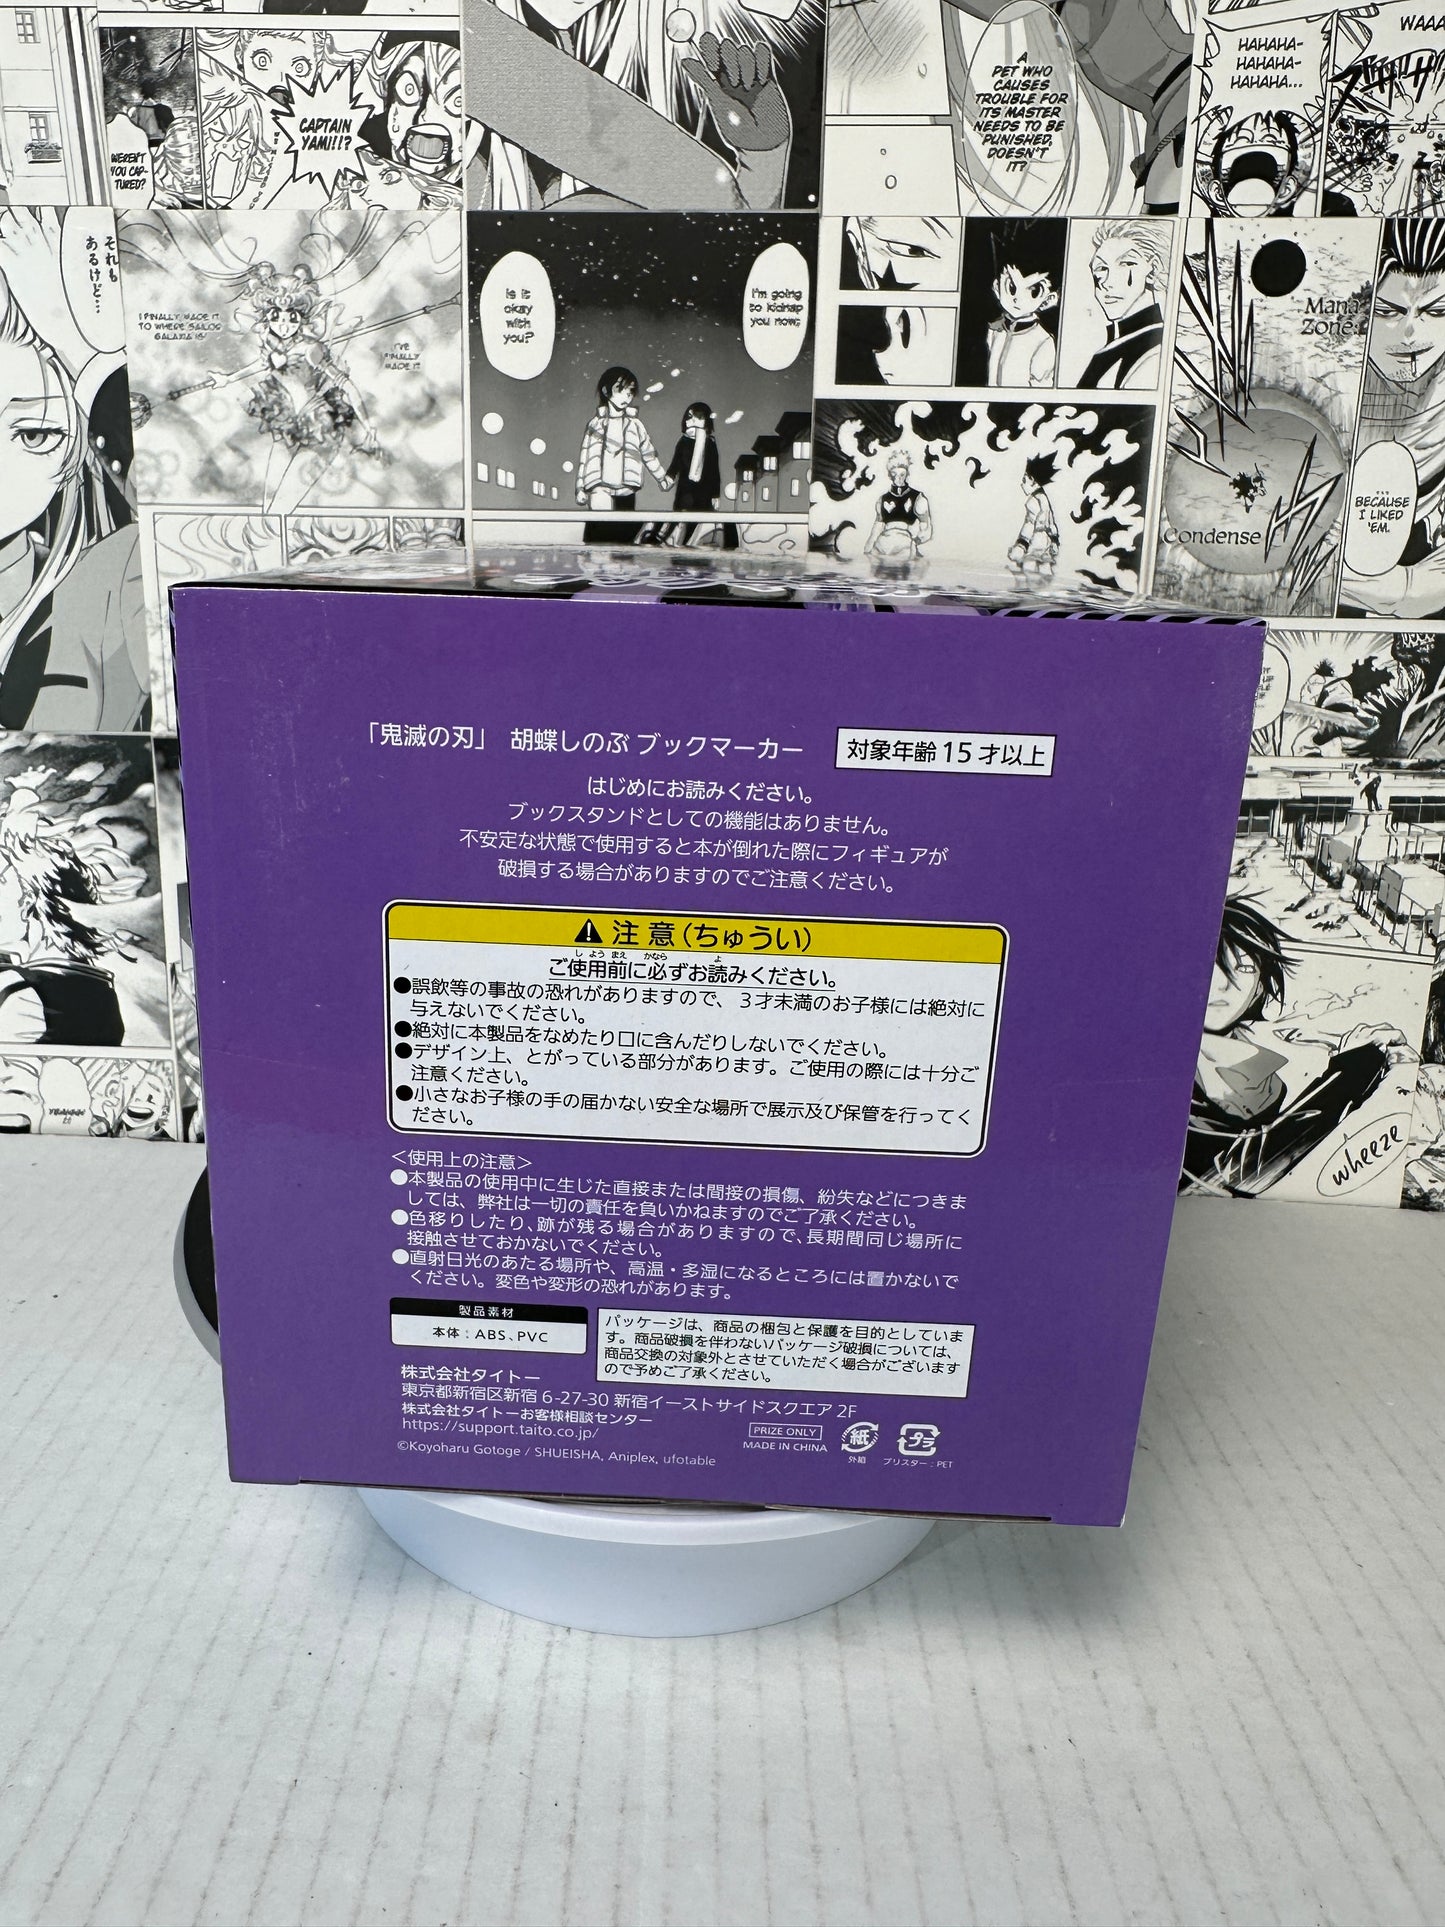 WAAA
HAHAHA-
HAHAHA-
HAHAHA...
A
PET WHO
CAUSES
TROUBLE FOR
ITS MASTER
NEEDS TO BE
PUNISHED,
DOESN'T
IT?
CAPTAIN
YAMI!!?
WEREN'T
YOU CAP-
TURED?
それも
あるけど…
I FINALLY MADE IT
TO WHERE SAILOR
GALAXIA IS!
I'VE
FINALLY
MADE IT
Is it
okay
with
you?
I'm going
to kidnap
you now.
Mana
Zone:
Condense
BECAUSE
I LIKED
'EM.
wheeze
「鬼滅の刃」 胡蝶しのぶ ブックマーカー
対象年齢 15 才以上
はじめにお読みください。
ブックスタンドとしての機能はありません。
不安定な状態で使用すると本が倒れた際にフィギュアが
破損する場合がありますのでご注意ください。
注意(ちゅうい)
ご使用前に必ずお読みください。
●誤飲等の事故の恐れがありますので、3才未満のお子様には絶対に
与えないでください。
●絶対に本製品をなめたり口に含んだりしないでください。
●デザイン上、とがっている部分があります。ご使用の際には十分ご
注意ください。
●小さなお子様の手の届かない安全な場所で展示及び保管を行ってく
ださい。
＜使用上の注意＞
●本製品の使用中に生じた直接または間接の損傷、紛失などにつきま
しては、弊社は一切の責任を負いかねますのでご了承ください。
●色移りしたり、跡が残る場合がありますので、長期間同じ場所に
接触させておかないでください。
●直射日光のあたる場所や、高温・多湿になるところには置かないで
ください。変色や変形の恐れがあります。
製品素材
本体：ABS、PVC
パッケージは、商品の梱包と保護を目的としていま
す。商品破損を伴わないパッケージ破損については、
商品交換の対象外とさせていただく場合がございます
ので予めご了承ください。
株式会社タイトー
東京都新宿区新宿 6-27-30 新宿イーストサイドスクエア 2F
株式会社タイトーお客様相談センター
https://support.taito.co.jp/
©Koyoharu Gotoge / SHUEISHA, Aniplex, ufotable
PRIZE ONLY
MADE IN CHINA
紙
外箱
プラ
ブリスター：PET